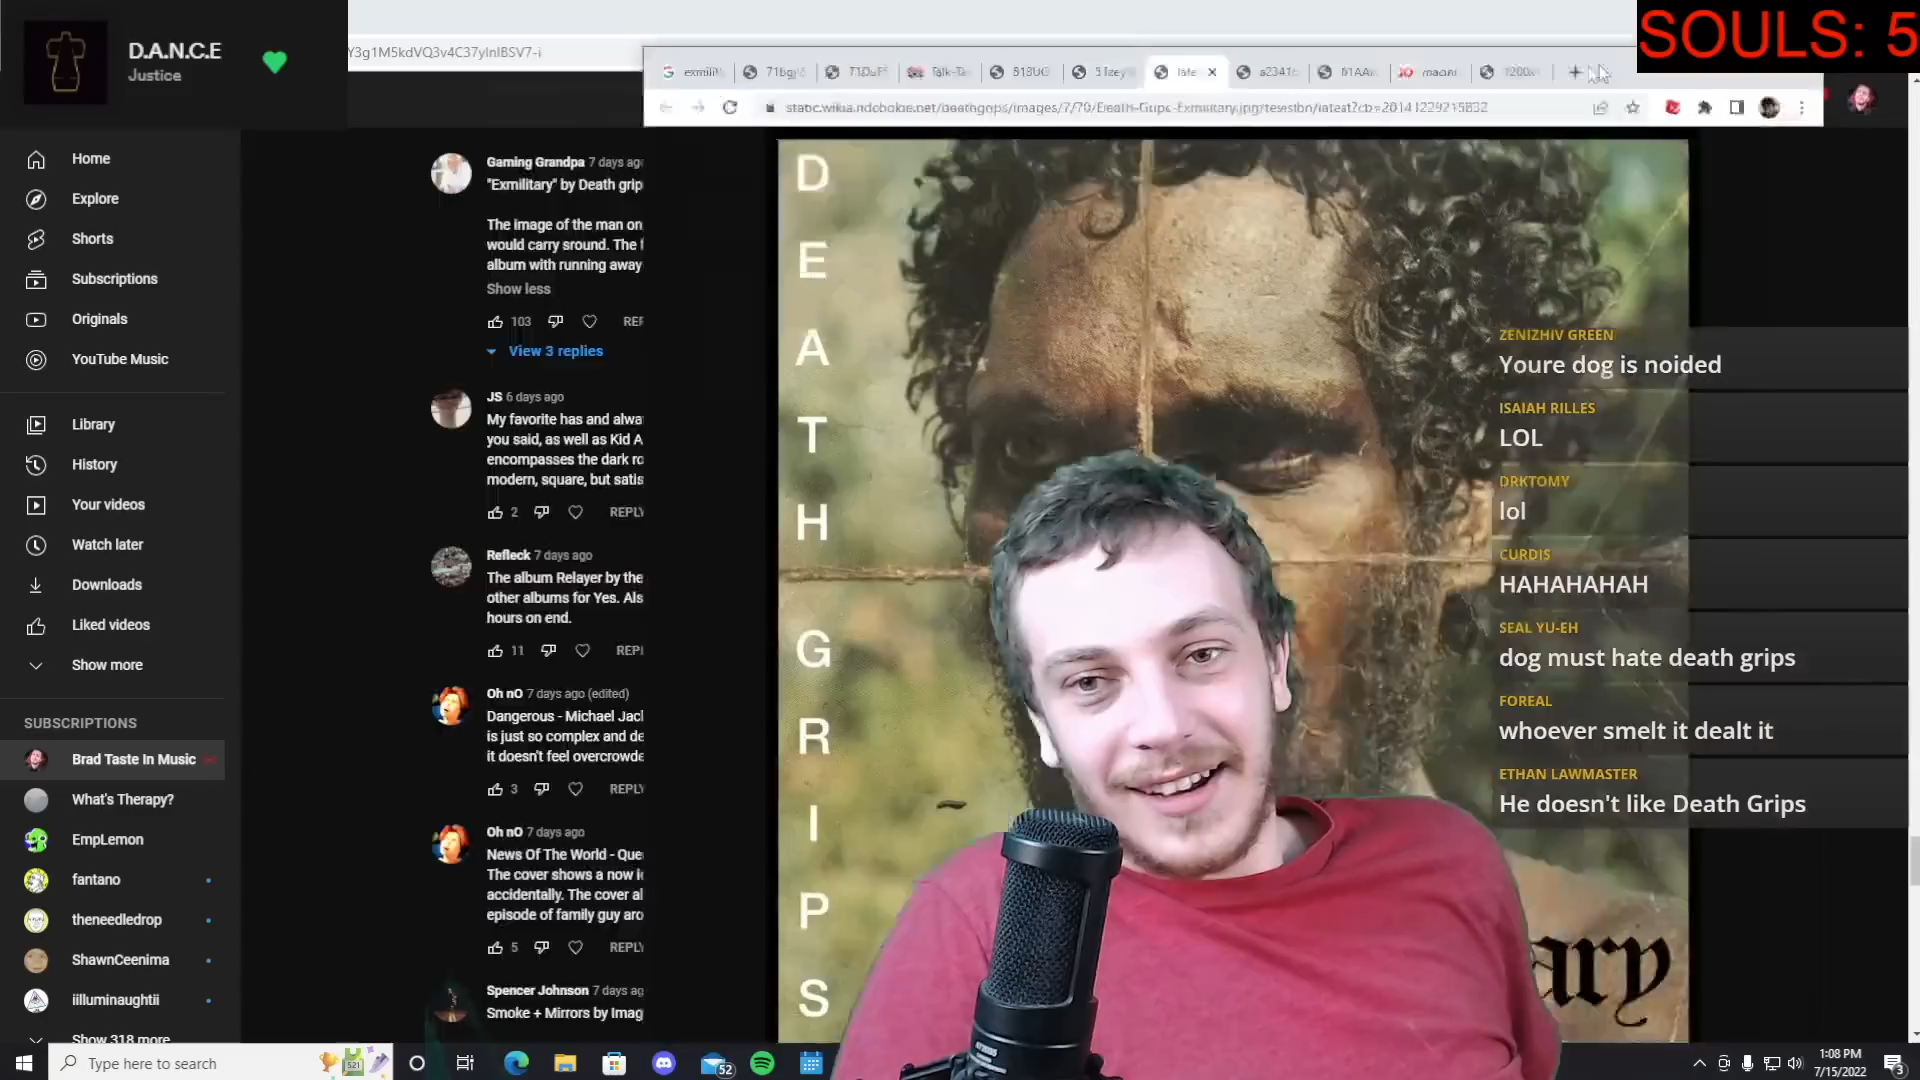 D.A.N.C.E
Justice
Y3g1M5kdVQ3v4C37yInIBSV7-i
SOULS: 5
Home
Explore
Shorts
Subscriptions
Originals
YouTube Music
Library
History
Your videos
Watch later
Downloads
Liked videos
Show more
SUBSCRIPTIONS
Brad Taste In Music
What's Therapy?
EmpLemon
fantano
theneedledrop
ShawnCeenima
iilluminaughtii
Show 318 more
Gaming Grandpa 7 days ago
"Exmilitary" by Death grip
The image of the man on
would carry sround. The
album with running away
Show less
103
View 3 replies
JS 6 days ago
My favorite has and alwa
you said, as well as Kid A
encompasses the dark ro
modern, square, but satis
2 REPLY
Refleck 7 days ago
The album Relayer by the
other albums for Yes. Als
hours on end.
11 REPL
Oh nO 7 days ago (edited)
Dangerous - Michael Jac
is just so complex and de
it doesn't feel overcrowde
3 REPLY
Oh nO 7 days ago
News Of The World - Que
The cover shows a now
accidentally. The cover al
episode of family guy aro
5 REPLY
Spencer Johnson 7 days ag
Smoke + Mirrors by Imag
DEATH GRIPS
ary
ZENIZHIV GREEN
Youre dog is noided
ISAIAH RILLES
LOL
DRKTOMY
lol
CURDIS
HAHAHAHAH
SEAL YU-EH
dog must hate death grips
FOREAL
whoever smelt it dealt it
ETHAN LAWMASTER
He doesn't like Death Grips
Type here to search
52
1:08 PM
7/15/2022
3